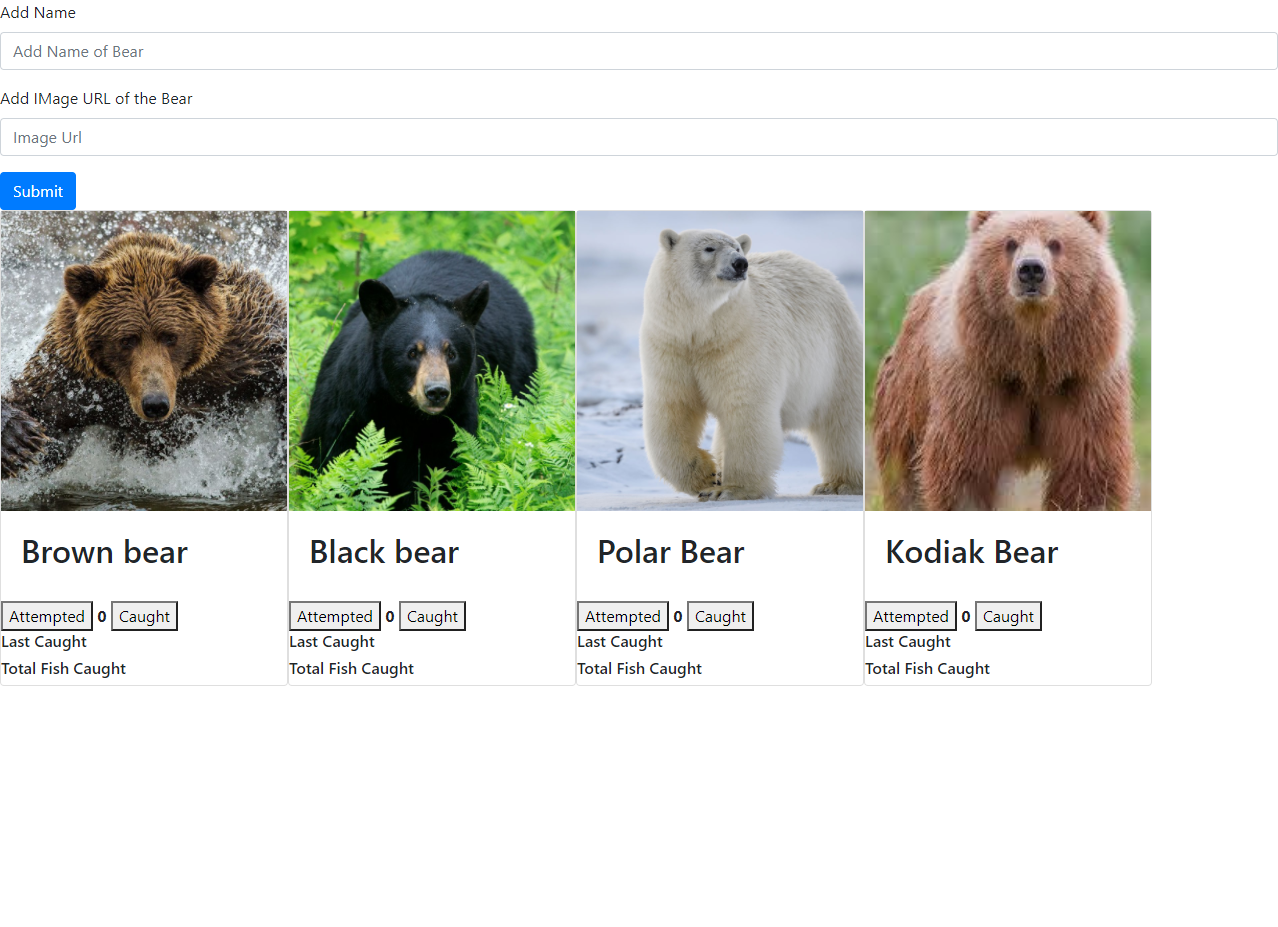 Add Name
Add Name of Bear
Add IMage URL of the Bear
Image Url
Submit
Brown bear
Attempted 0 Caught
Last Caught
Total Fish Caught
Black bear
Attempted 0 Caught
Last Caught
Total Fish Caught
Polar Bear
Attempted 0 Caught
Last Caught
Total Fish Caught
Kodiak Bear
Attempted 0 Caught
Last Caught
Total Fish Caught